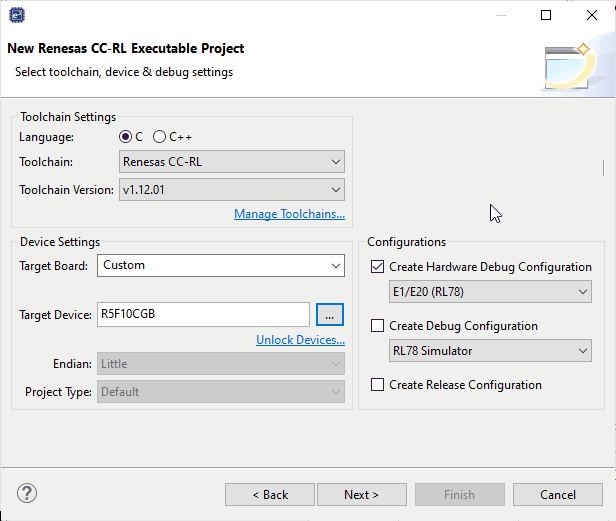 New Renesas CC-RL Executable Project
Select toolchain, device & debug settings
Toolchain Settings
Language: C C++
Toolchain: Renesas CC-RL
Toolchain Version: v1.12.01
Manage Toolchains...
Device Settings
Target Board: Custom
Target Device: R5F10CGB ...
Unlock Devices...
Endian: Little
Project Type: Default
Configurations
Create Hardware Debug Configuration
E1/E20 (RL78)
Create Debug Configuration
RL78 Simulator
Create Release Configuration
? < Back Next > Finish Cancel